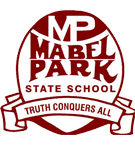 MP
MABEL
PARK
STATE SCHOOL
TRUTH CONQUERS ALL